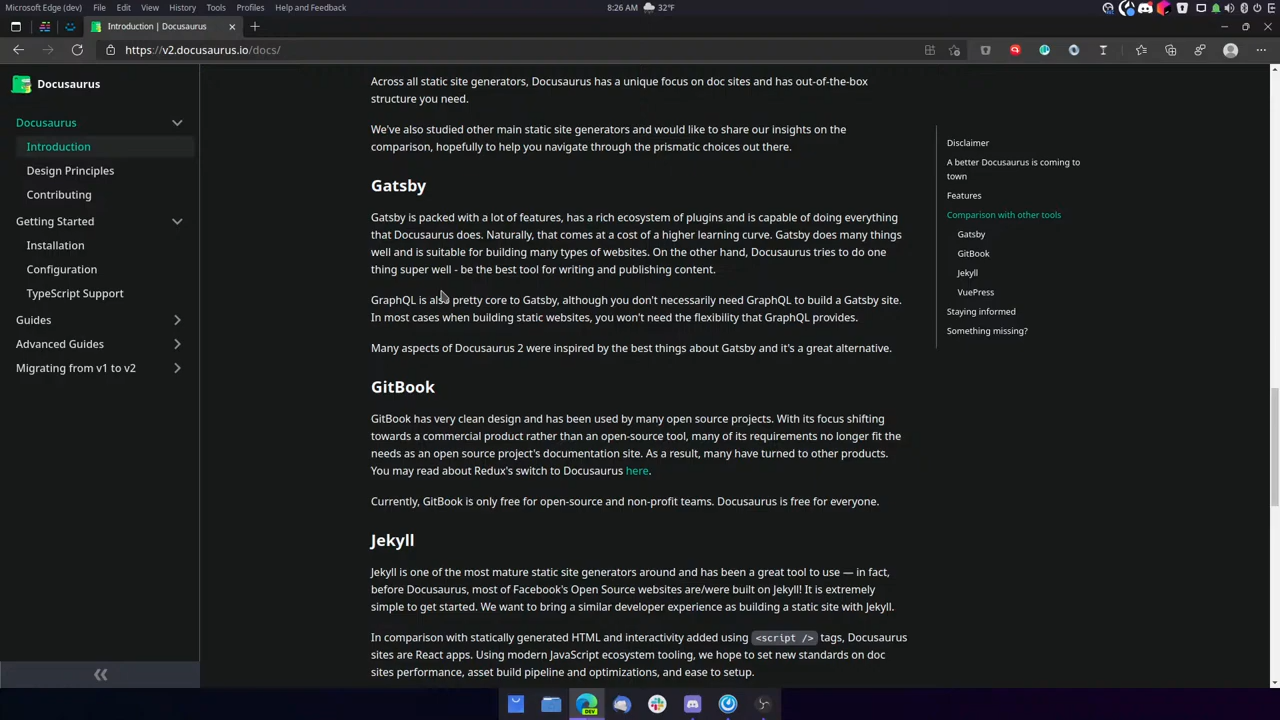 Microsoft Edge (dev) File Edit View History Tools Profiles Help and Feedback 8:26 AM 32°F
Introduction | Docusaurus
https://v2.docusaurus.io/docs/
Docusaurus
Docusaurus
Introduction
Design Principles
Contributing
Getting Started
Installation
Configuration
TypeScript Support
Guides
Advanced Guides
Migrating from v1 to v2
Across all static site generators, Docusaurus has a unique focus on doc sites and has out-of-the-box
structure you need.
We've also studied other main static site generators and would like to share our insights on the
comparison, hopefully to help you navigate through the prismatic choices out there.
Gatsby
Gatsby is packed with a lot of features, has a rich ecosystem of plugins and is capable of doing everything
that Docusaurus does. Naturally, that comes at a cost of a higher learning curve. Gatsby does many things
well and is suitable for building many types of websites. On the other hand, Docusaurus tries to do one
thing super well - be the best tool for writing and publishing content.
GraphQL is also pretty core to Gatsby, although you don't necessarily need GraphQL to build a Gatsby site.
In most cases when building static websites, you won't need the flexibility that GraphQL provides.
Many aspects of Docusaurus 2 were inspired by the best things about Gatsby and it's a great alternative.
GitBook
GitBook has very clean design and has been used by many open source projects. With its focus shifting
towards a commercial product rather than an open-source tool, many of its requirements no longer fit the
needs as an open source project's documentation site. As a result, many have turned to other products.
You may read about Redux's switch to Docusaurus here.
Currently, GitBook is only free for open-source and non-profit teams. Docusaurus is free for everyone.
Jekyll
Jekyll is one of the most mature static site generators around and has been a great tool to use — in fact,
before Docusaurus, most of Facebook's Open Source websites are/were built on Jekyll! It is extremely
simple to get started. We want to bring a similar developer experience as building a static site with Jekyll.
In comparison with statically generated HTML and interactivity added using <script /> tags, Docusaurus
sites are React apps. Using modern JavaScript ecosystem tooling, we hope to set new standards on doc
sites performance, asset build pipeline and optimizations, and ease to setup.
Disclaimer
A better Docusaurus is coming to
town
Features
Comparison with other tools
Gatsby
GitBook
Jekyll
VuePress
Staying informed
Something missing?
DEV